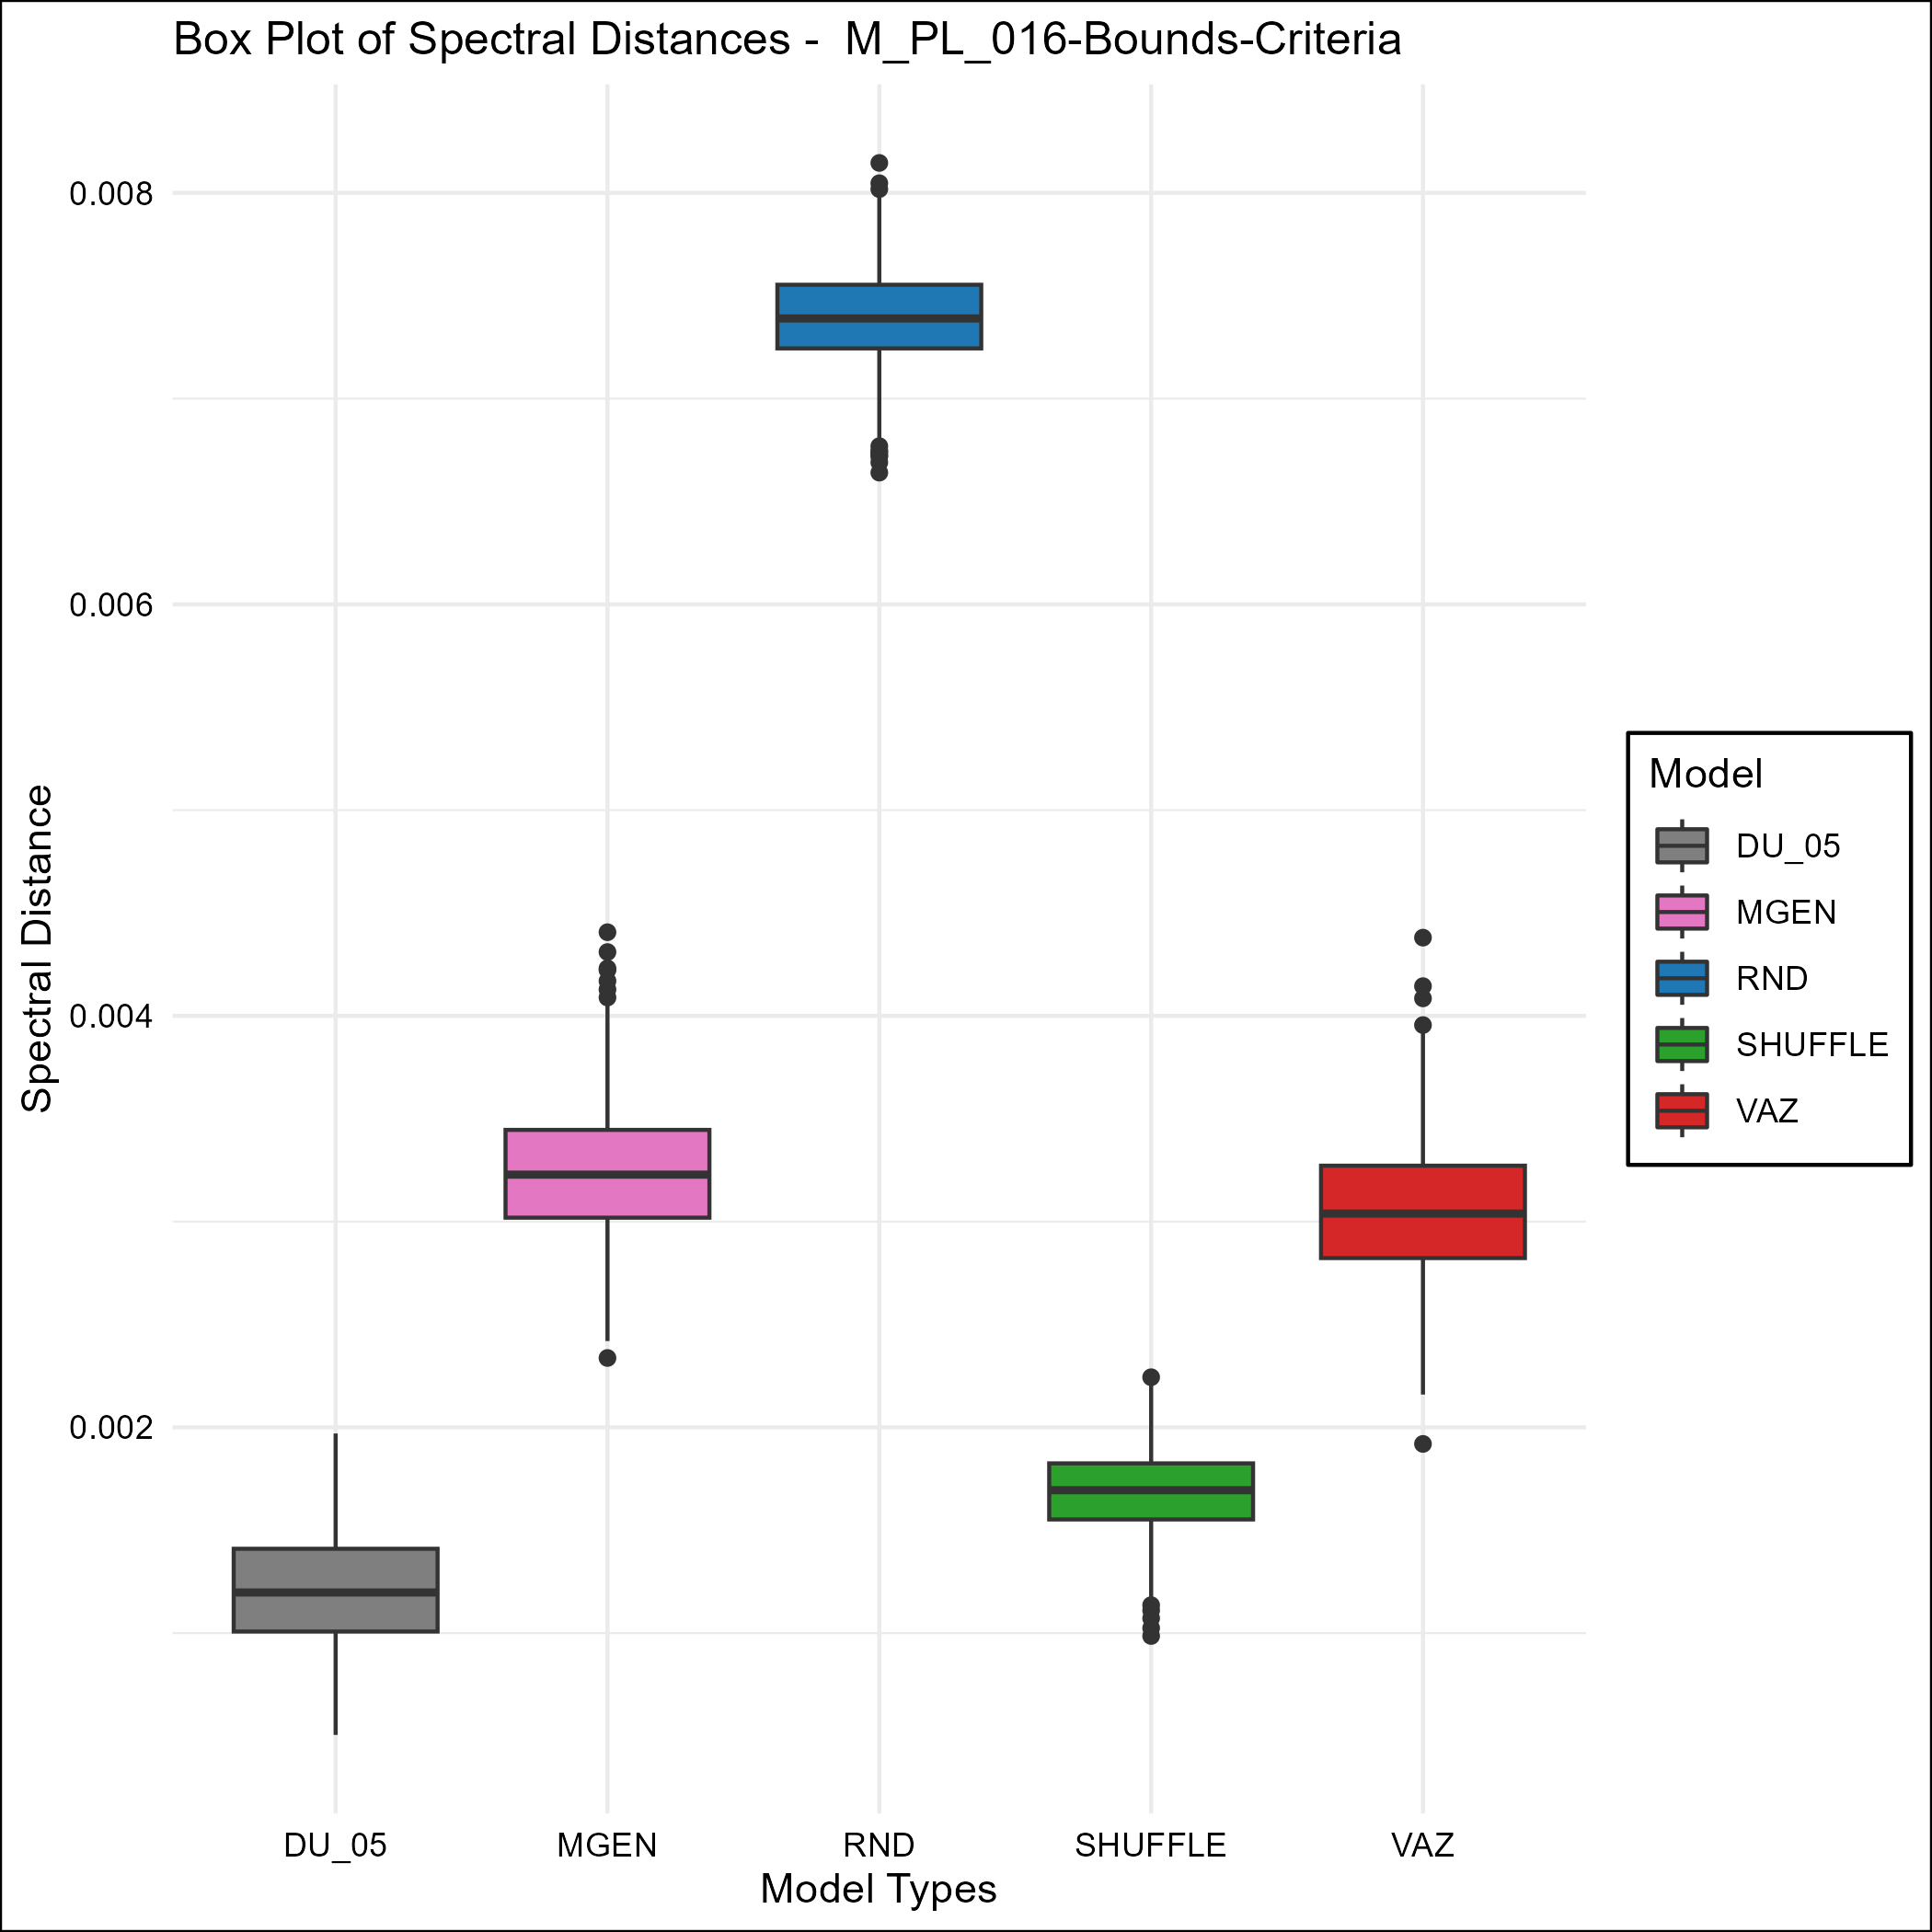 Box Plot of Spectral Distances -  M_PL_016-Bounds-Criteria
0.008
0.006
0.004
0.002
Spectral Distance
DU_05
MGEN
RND
SHUFFLE
VAZ
Model Types
Model
DU_05
MGEN
RND
SHUFFLE
VAZ